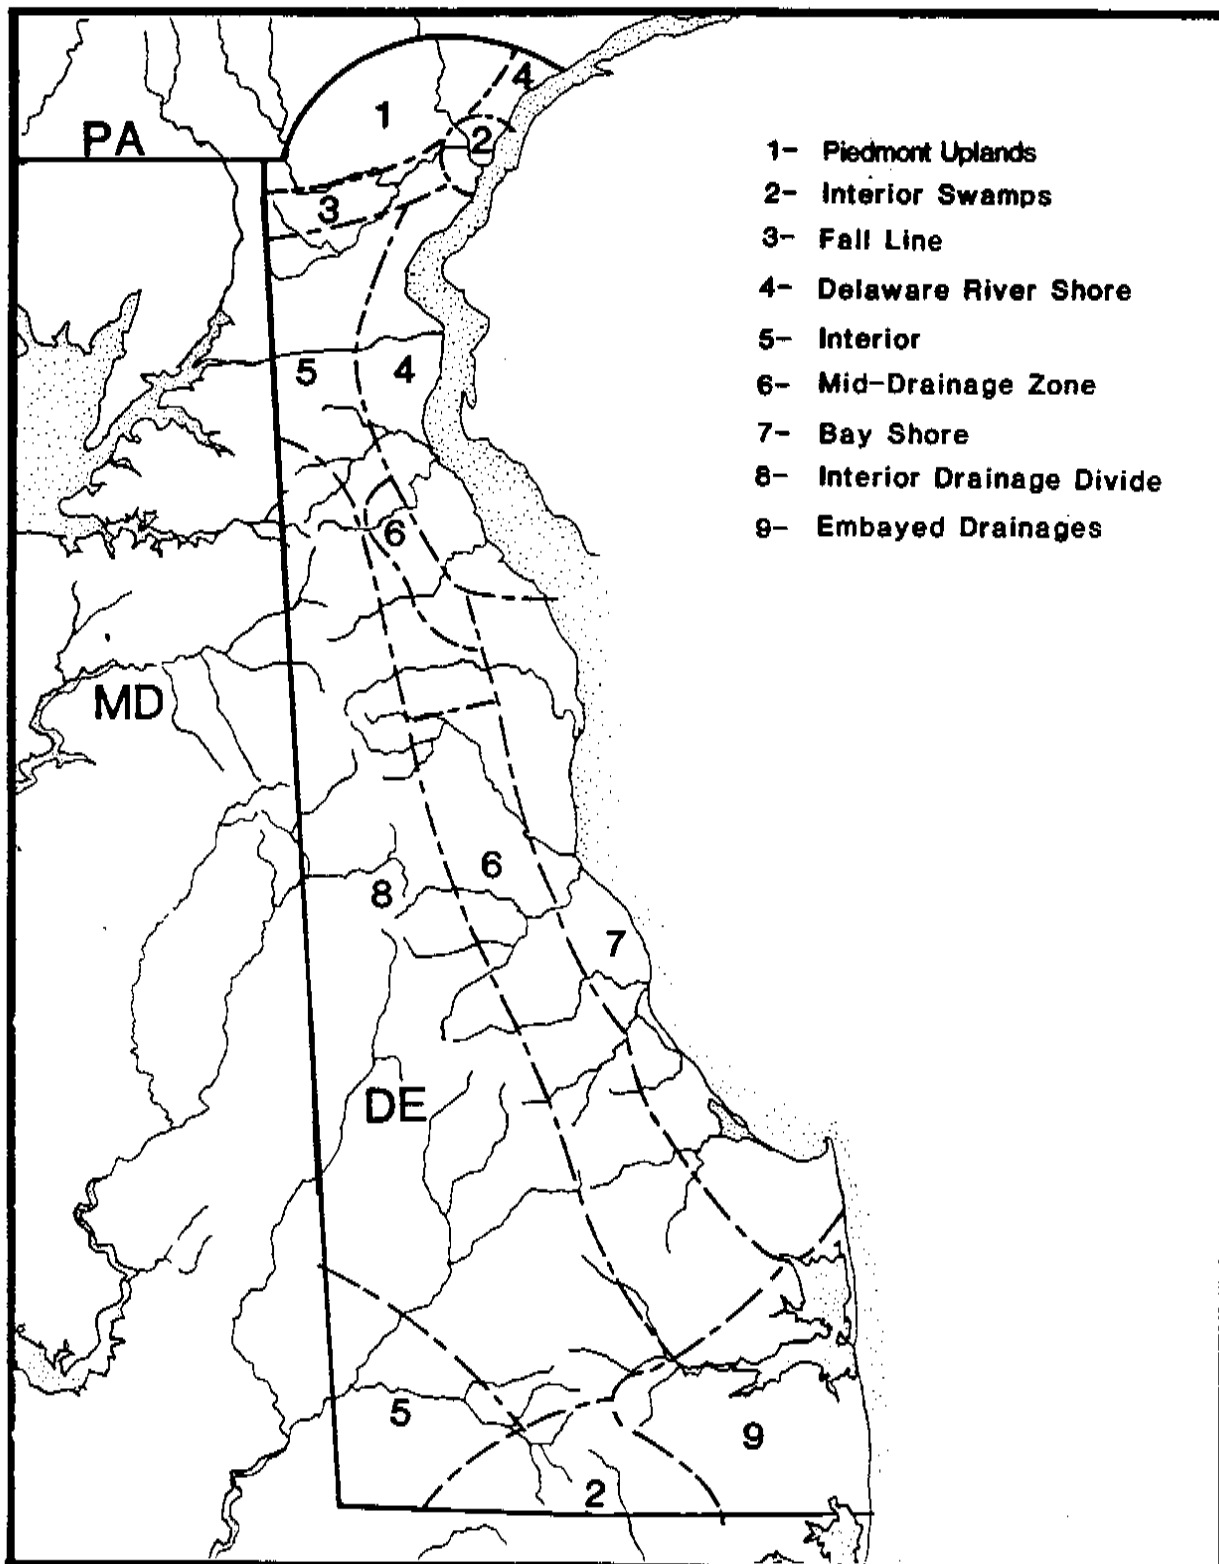 4
1
PA
2
3
1- Piedmont Uplands
2- Interior Swamps
3- Fall Line
4- Delaware River Shore
5- Interior
6- Mid-Drainage Zone
7- Bay Shore
8- Interior Drainage Divide
9- Embayed Drainages
5 4
6
MD
6
8
7
DE
5
9
2